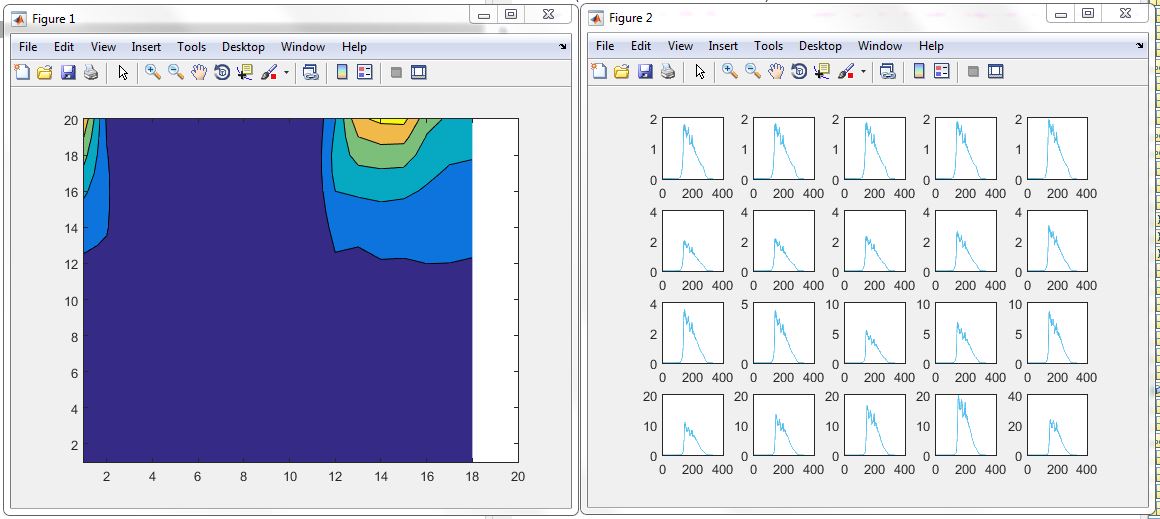 Figure 1
File Edit View Insert Tools Desktop Window Help
20
18
16
14
12
10
8
6
4
2
2 4 6 8 10 12 14 16 18 20
Figure 2
File Edit View Insert Tools Desktop Window Help
2 2 2 2 2
1 1 1 1 1
0 0 0 0 0
0 200 400 0 200 400 0 200 400 0 200 400 0 200 400
4 4 4 4 4
2 2 2 2 2
0 0 0 0 0
0 200 400 0 200 400 0 200 400 0 200 400 0 200 400
4 5 10 10 10
2 5 5 5
0 0 0 0 0
0 200 400 0 200 400 0 200 400 0 200 400 0 200 400
20 20 20 20 40
10 10 10 10 20
0 0 0 0 0
0 200 400 0 200 400 0 200 400 0 200 400 0 200 400